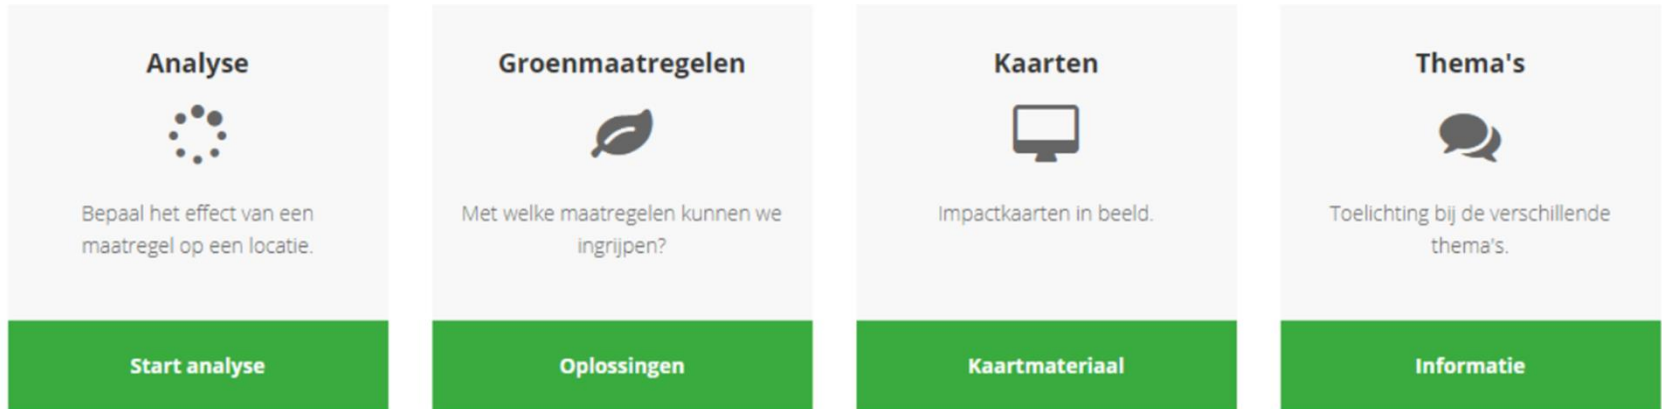 Analyse
Bepaal het effect van een
maatregel op een locatie.
Start analyse
Groenmaatregelen
Met welke maatregelen kunnen we
ingrijpen?
Oplossingen
Kaarten
Impactkaarten in beeld.
Kaartmateriaal
Thema's
Toelichting bij de verschillende
thema's.
Informatie